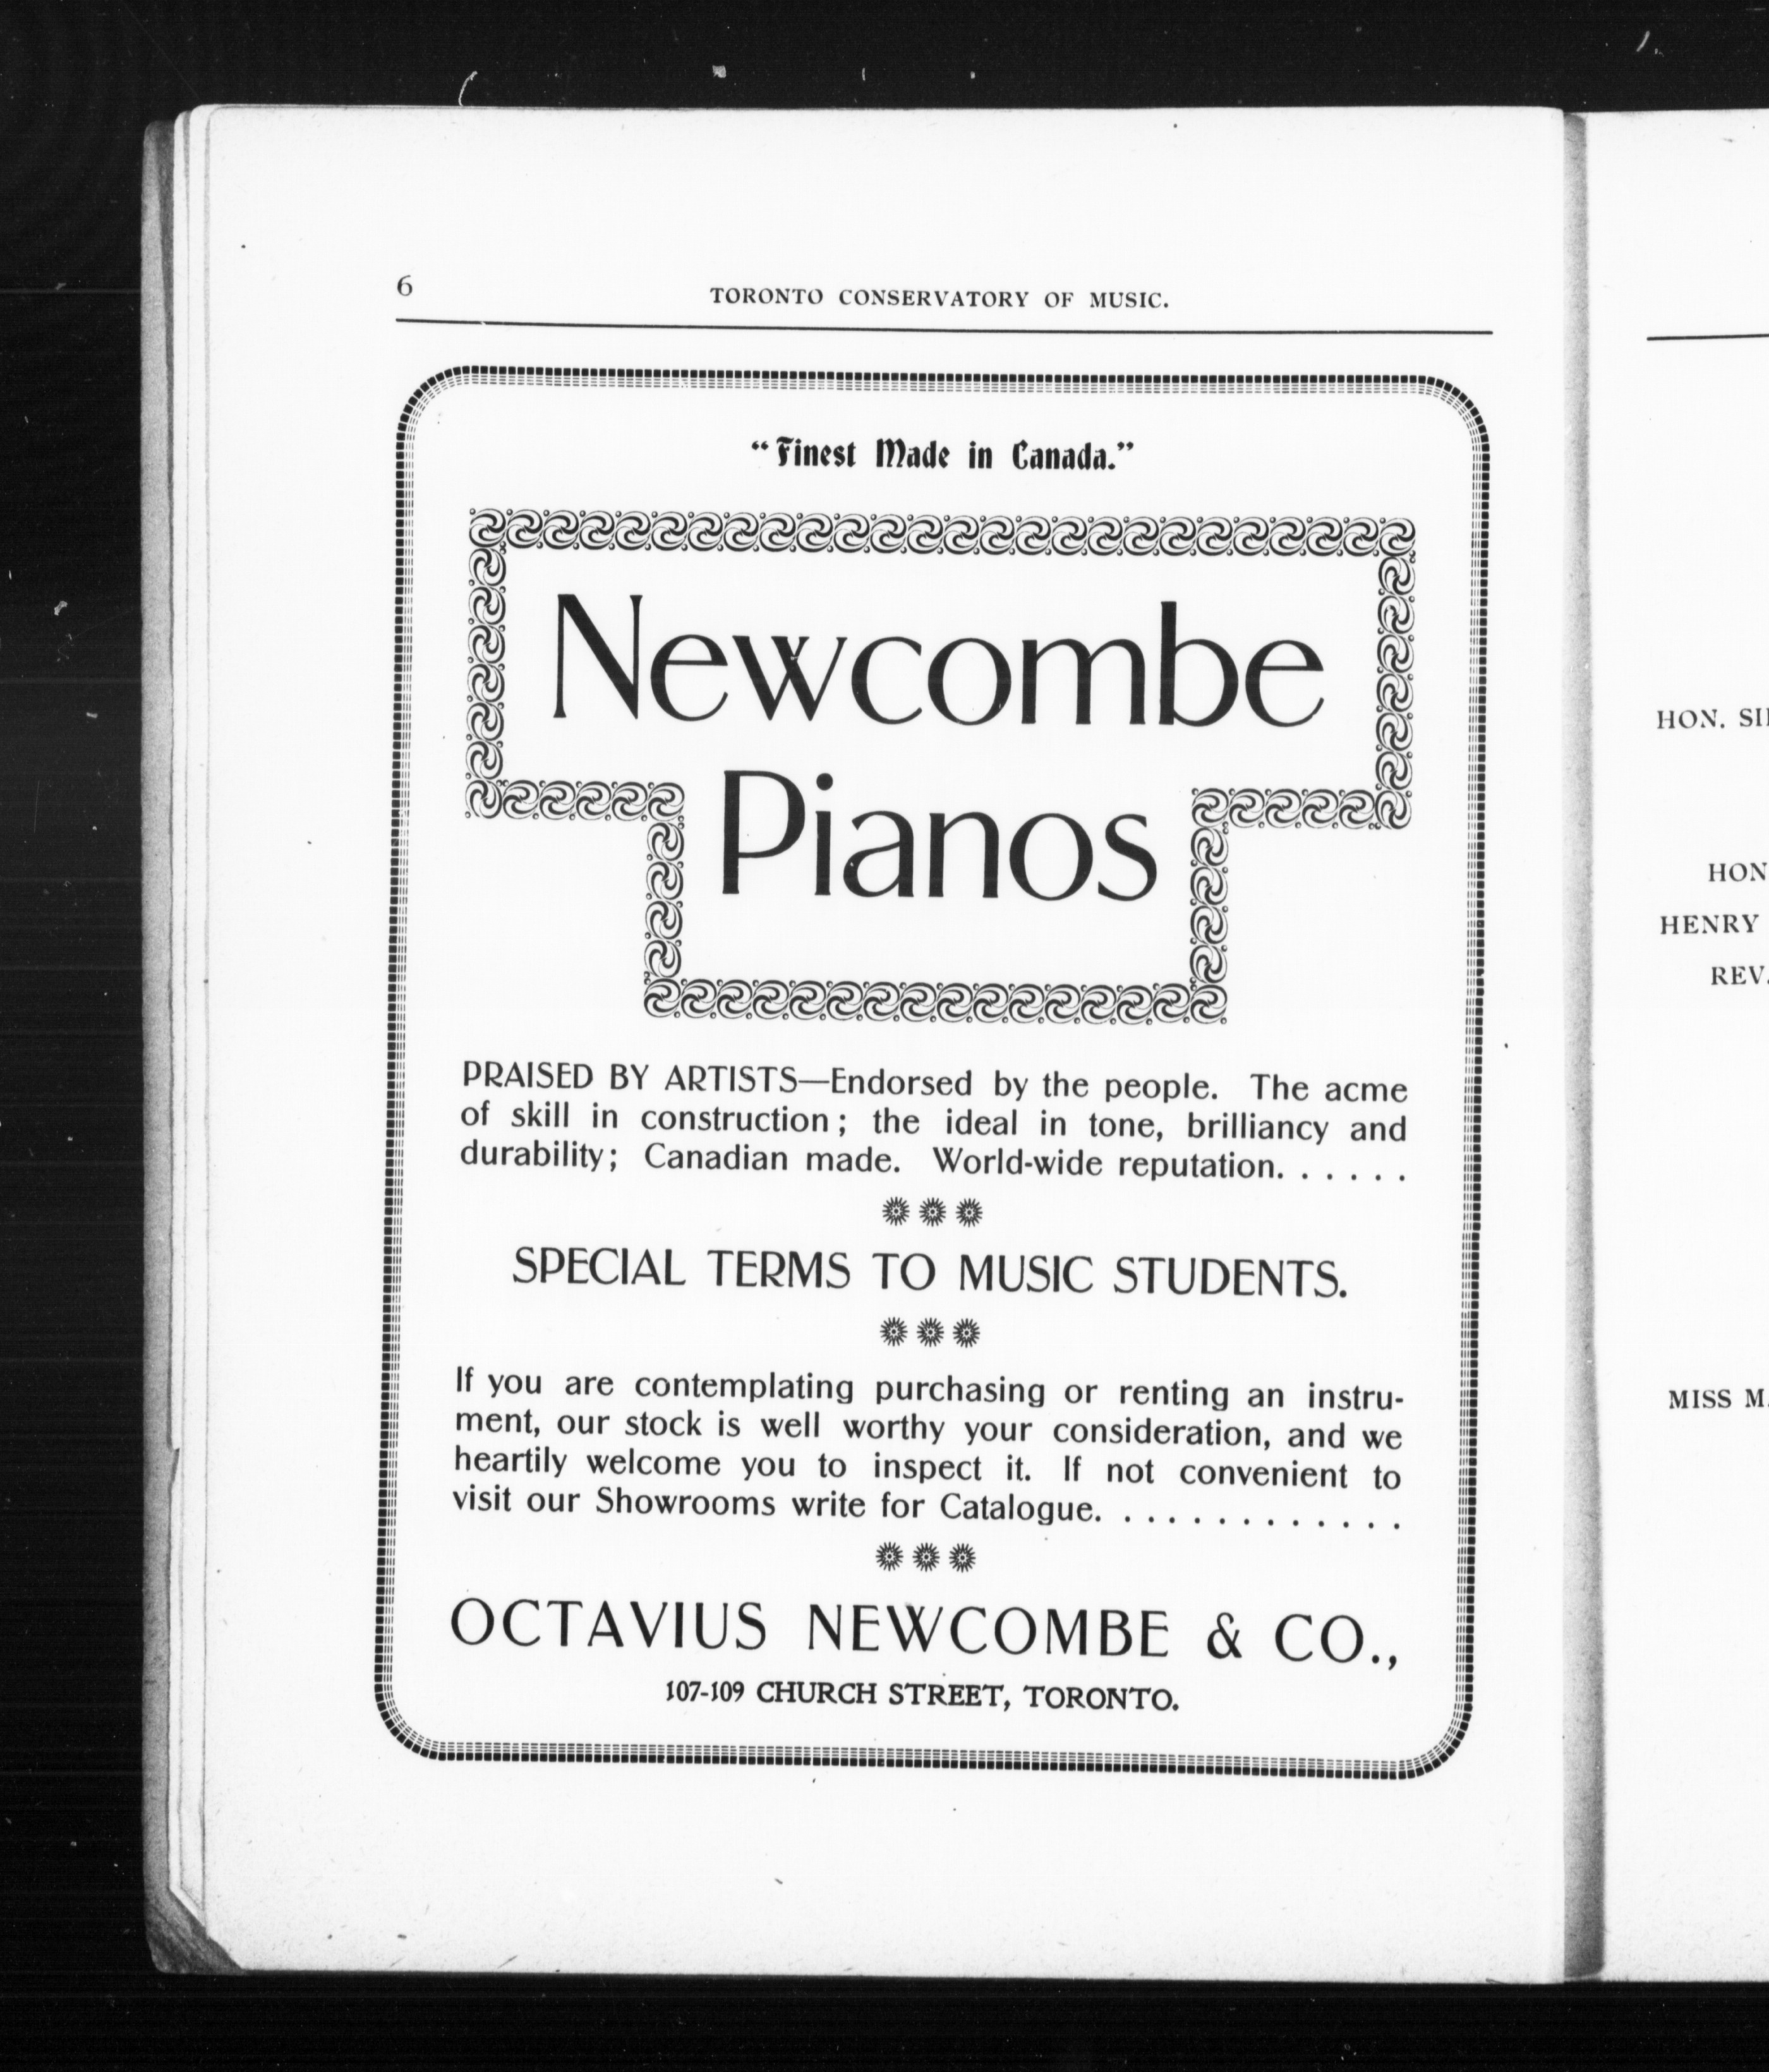 6
TORONTO CONSERVATORY OF MUSIC.
“Finest Made in Canada.”
Newcombe
Pianos
PRAISED BY ARTISTS—Endorsed by the people. The acme
of skill in construction; the ideal in tone, brilliancy and
durability; Canadian made. World-wide reputation. . . . . .
SPECIAL TERMS TO MUSIC STUDENTS.
If you are contemplating purchasing or renting an instru-
ment, our stock is well worthy your consideration, and we
heartily welcome you to inspect it. If not convenient to
visit our Showrooms write for Catalogue. . . . . . . . . . . . .
OCTAVIUS NEWCOMBE & CO.,
107-109 CHURCH STREET, TORONTO.
HON.
HON
HENRY
REV.
MISS